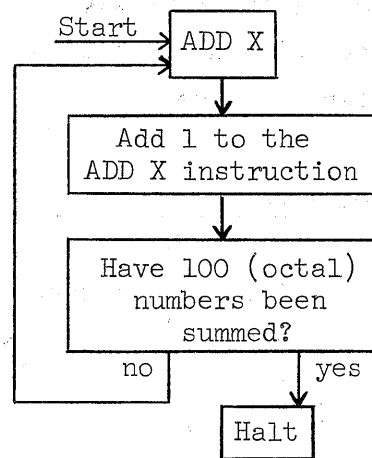 Start
ADD X
Add 1 to the
ADD X instruction
Have 100 (octal)
numbers been
summed?
no
yes
Halt